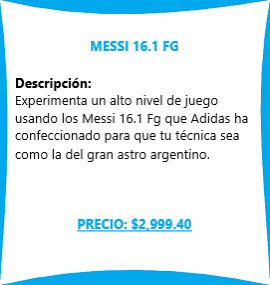 MESSI 16.1 FG
Descripción:
Experimenta un alto nivel de juego
usando los Messi 16.1 Fg que Adidas ha
confeccionado para que tu técnica sea
como la del gran astro argentino.
PRECIO: $2,999.40